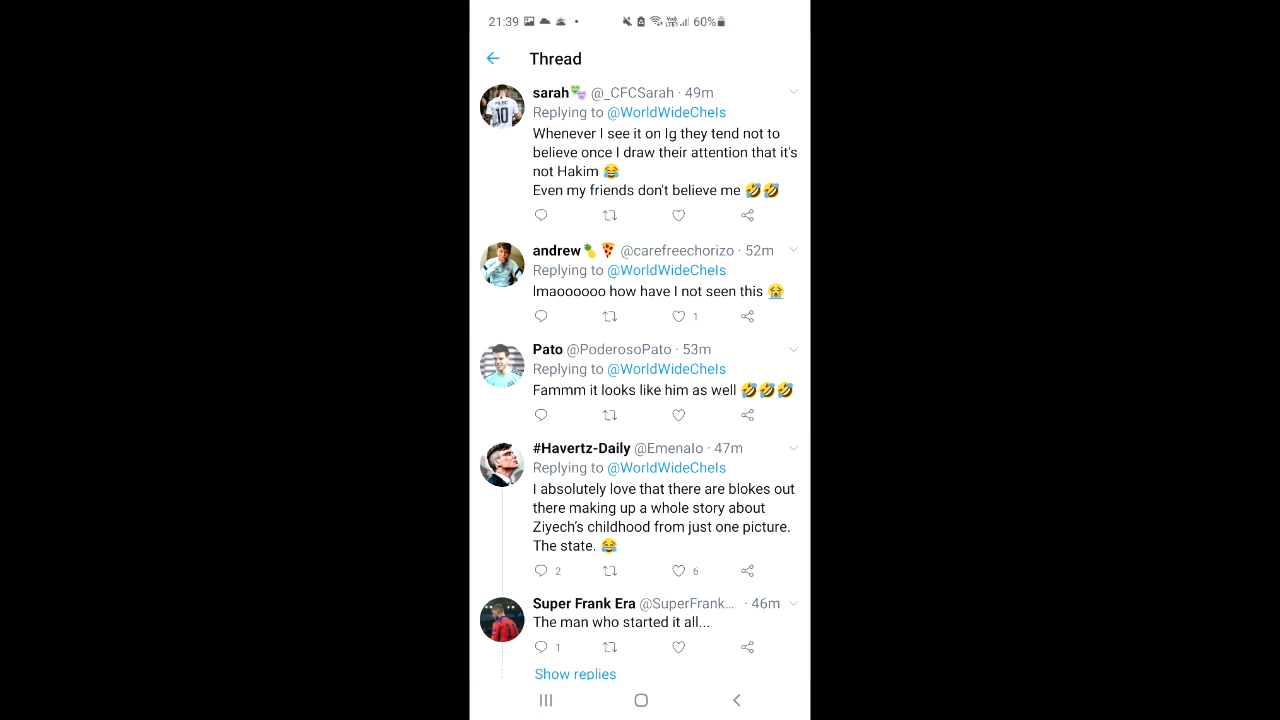 21:39 60%
Thread
sarah @_CFCSarah · 49m
Replying to @WorldWideChels
Whenever I see it on Ig they tend not to
believe once I draw their attention that it's
not Hakim 😂
Even my friends don't believe me 🤣🤣
andrew🍍🍕 @carefreechorizo · 52m
Replying to @WorldWideChels
lmaoooooo how have I not seen this 😭
1
Pato @PoderosoPato · 53m
Replying to @WorldWideChels
Fammm it looks like him as well 🤣🤣🤣
#Havertz-Daily @Emenalo · 47m
Replying to @WorldWideChels
I absolutely love that there are blokes out
there making up a whole story about
Ziyech's childhood from just one picture.
The state. 😂
2 6
Super Frank Era @SuperFrank... · 46m
The man who started it all...
1
Show replies